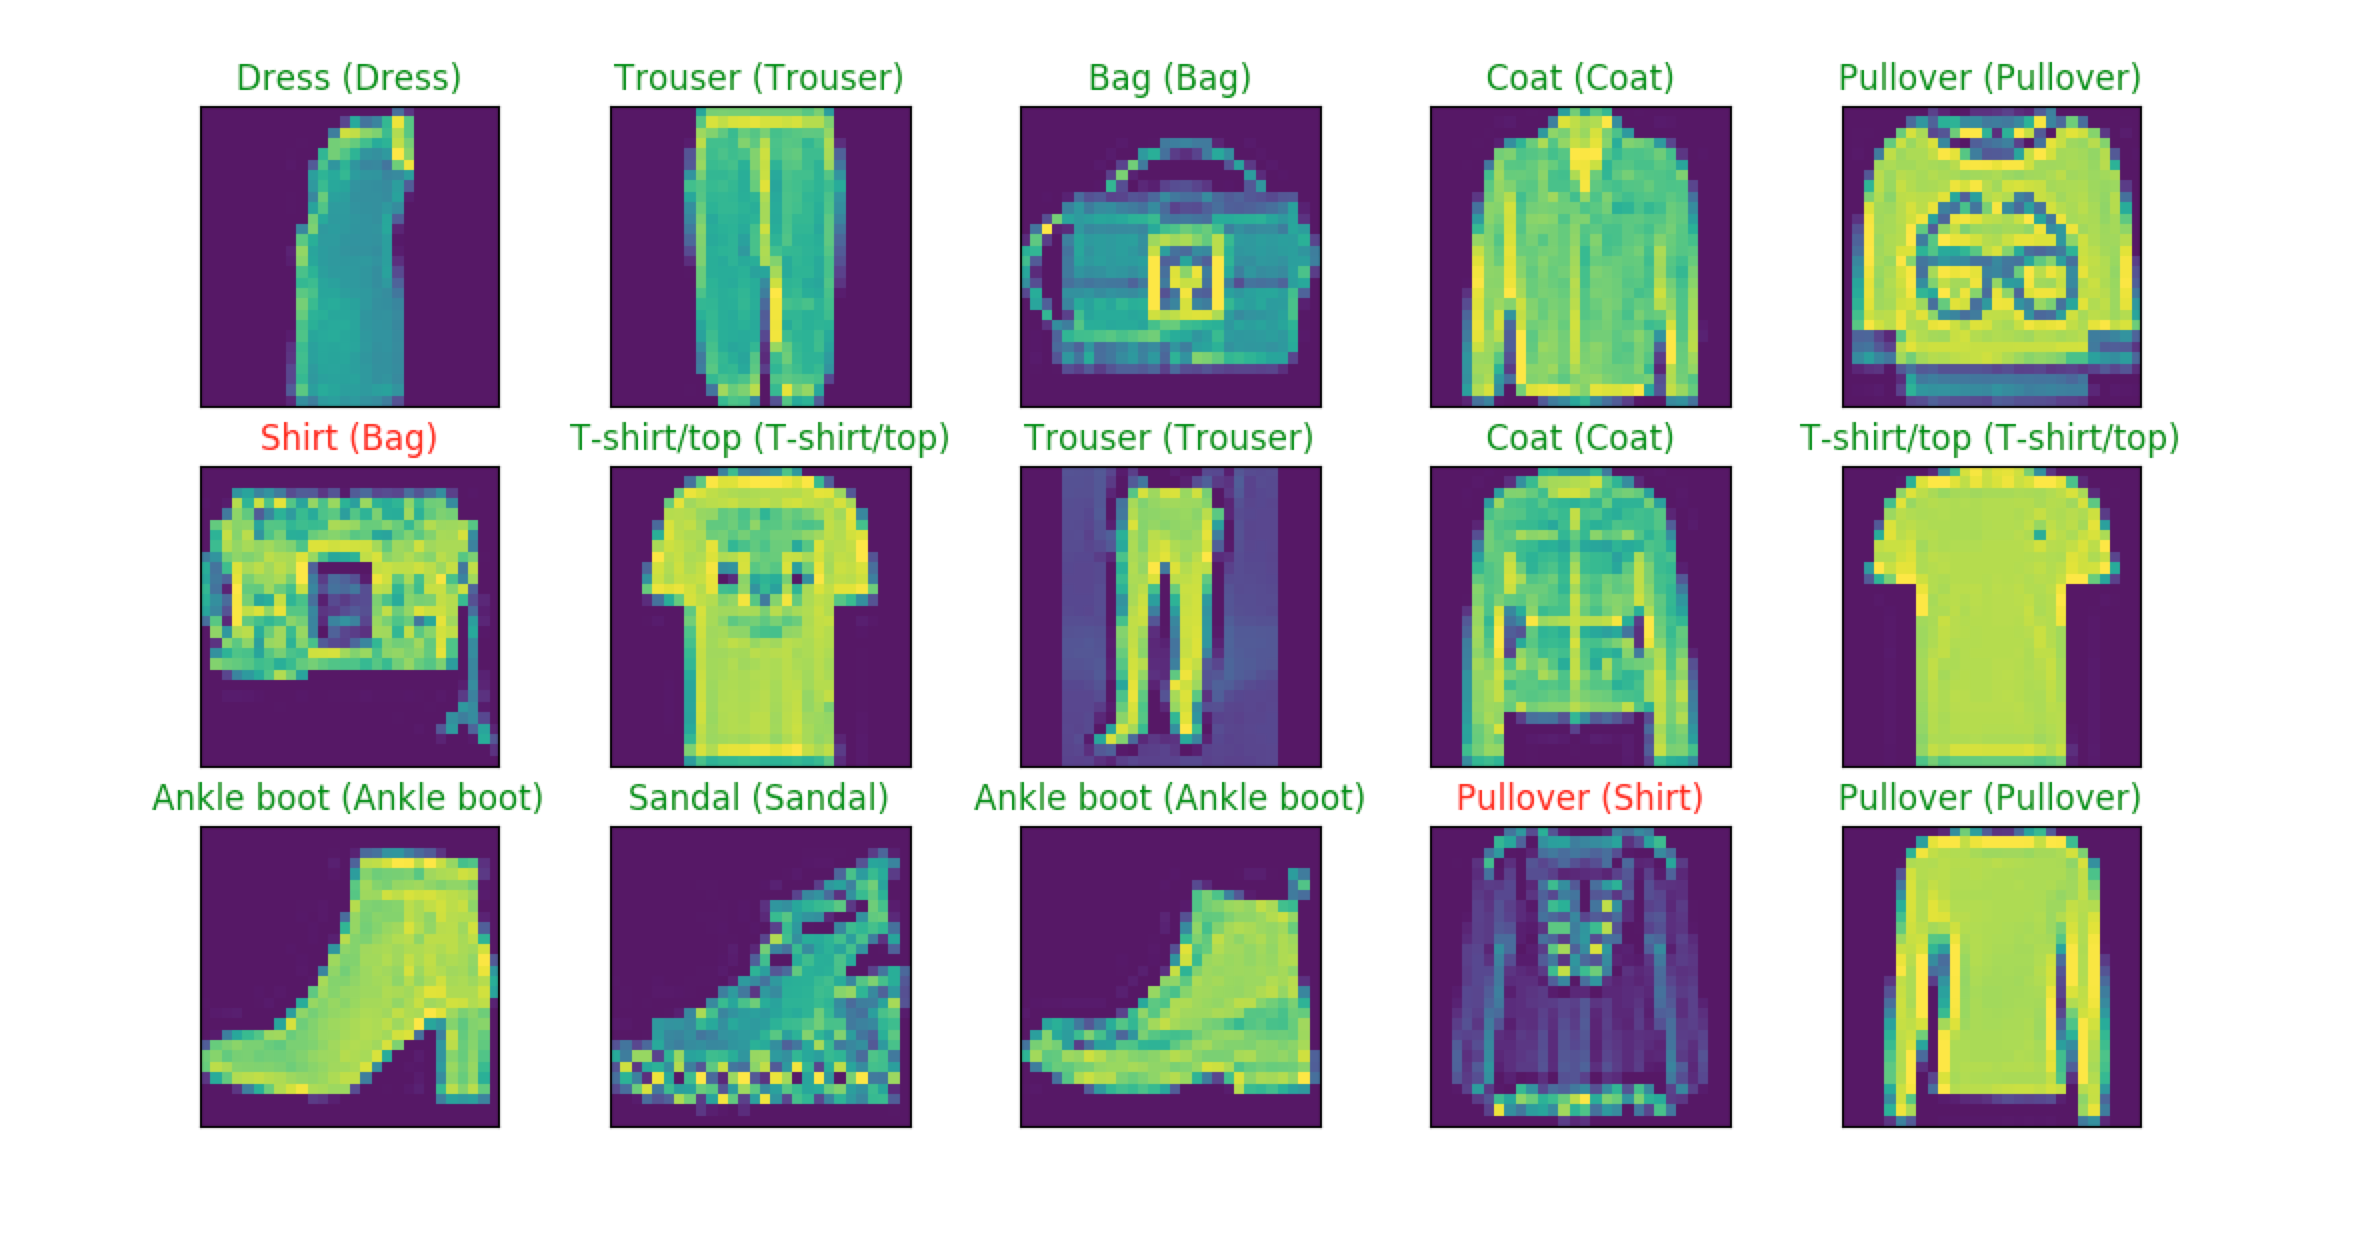 Dress (Dress)
Trouser (Trouser)
Bag (Bag)
Coat (Coat)
Pullover (Pullover)
Shirt (Bag)
T-shirt/top (T-shirt/top)
Trouser (Trouser)
Coat (Coat)
T-shirt/top (T-shirt/top)
Ankle boot (Ankle boot)
Sandal (Sandal)
Ankle boot (Ankle boot)
Pullover (Shirt)
Pullover (Pullover)